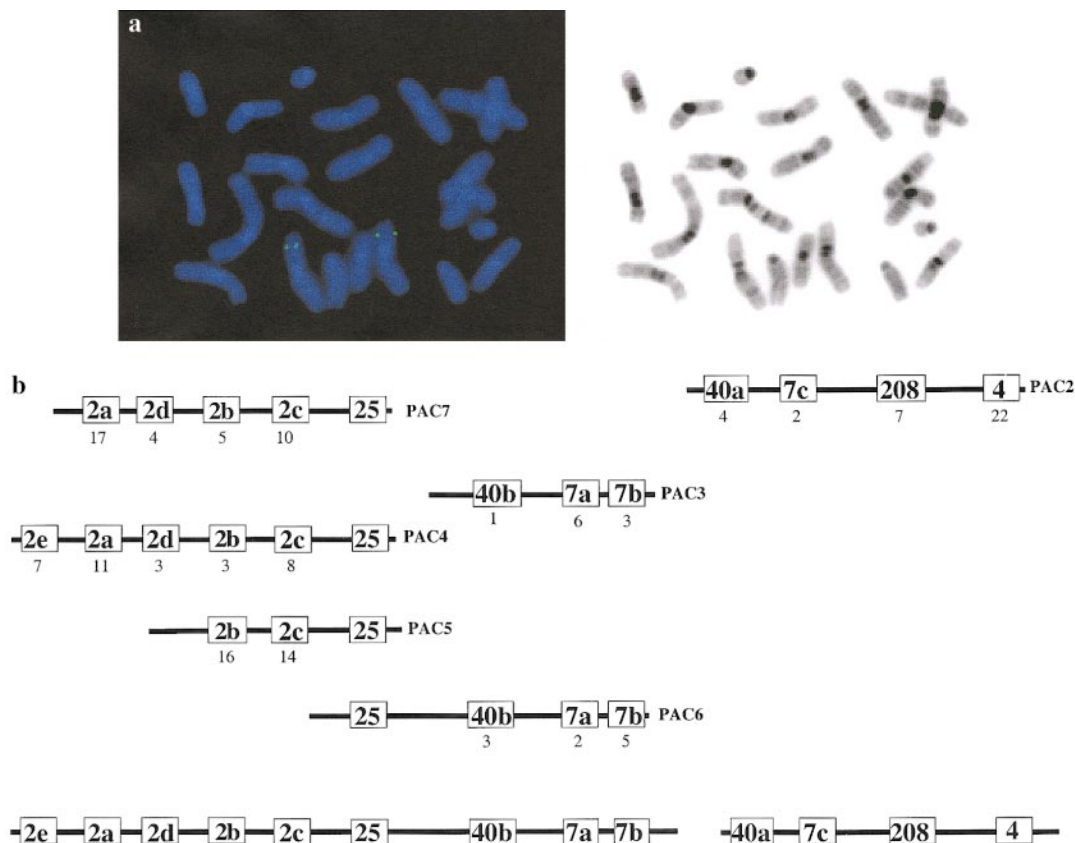 a
b
2a 2d 2b 2c 25 PAC7
17 4 5 10
40a 7c 208 4 PAC2
4 2 7 22
40b 7a 7b PAC3
1 6 3
2e 2a 2d 2b 2c 25 PAC4
7 11 3 3 8
2b 2c 25 PAC5
16 14
25 40b 7a 7b PAC6
3 2 5
2e 2a 2d 2b 2c 25 40b 7a 7b 40a 7c 208 4